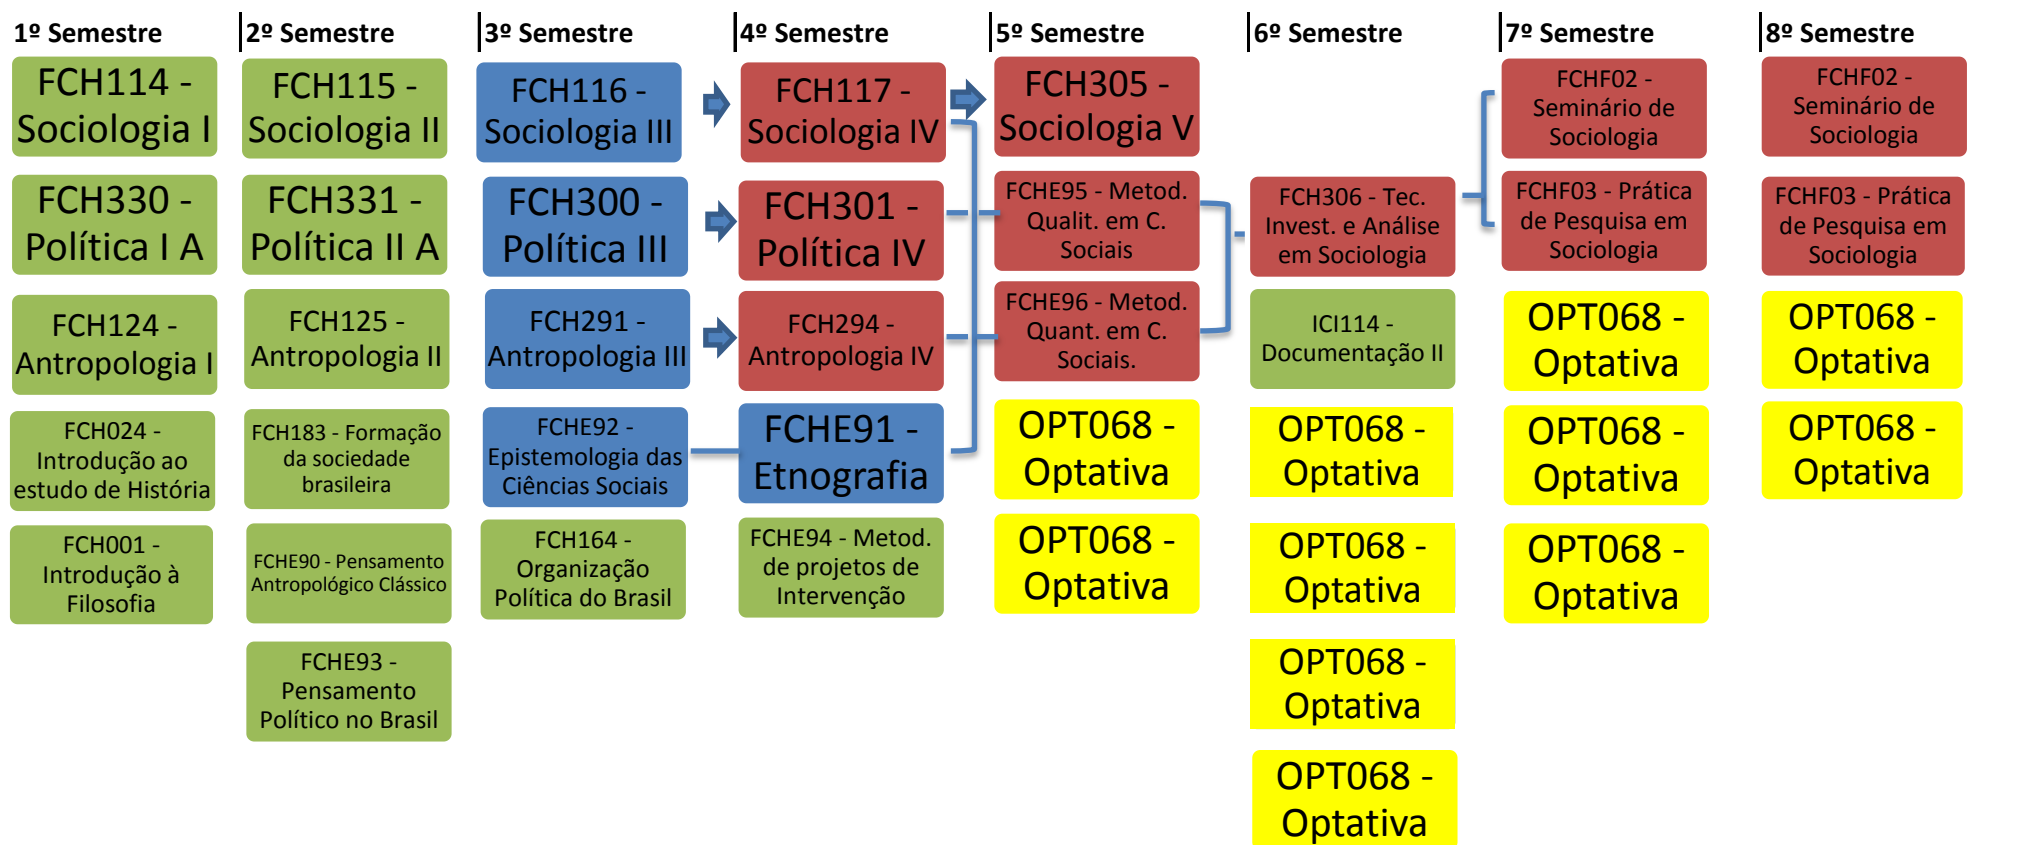 1º Semestre
2º Semestre
3º Semestre
4º Semestre
5º Semestre
6º Semestre
7º Semestre
8º Semestre
FCH114 -
Sociologia I
FCH330 -
Política I A
FCH124 -
Antropologia I
FCH024 -
Introdução ao
estudo de História
FCH001 -
Introdução à
Filosofia
FCH115 -
Sociologia II
FCH331 -
Política II A
FCH125 -
Antropologia II
FCH183 - Formação
da sociedade
brasileira
FCHE90 - Pensamento
Antropológico Clássico
FCHE93 -
Pensamento
Político no Brasil
FCH116 -
Sociologia III
FCH300 -
Política III
FCH291 -
Antropologia III
FCHE92 -
Epistemologia das
Ciências Sociais
FCH164 -
Organização
Política do Brasil
FCH117 -
Sociologia IV
FCH301 -
Política IV
FCH294 -
Antropologia IV
FCHE91 -
Etnografia
FCHE94 - Metod.
de projetos de
Intervenção
FCH305 -
Sociologia V
FCHE95 - Metod.
Qualit. em C.
Sociais
FCHE96 - Metod.
Quant. em C.
Sociais.
OPT068 -
Optativa
OPT068 -
Optativa
FCH306 - Tec.
Invest. e Análise
em Sociologia
ICI114 -
Documentação II
OPT068 -
Optativa
OPT068 -
Optativa
OPT068 -
Optativa
OPT068 -
Optativa
FCHF02 -
Seminário de
Sociologia
FCHF03 - Prática
de Pesquisa em
Sociologia
OPT068 -
Optativa
OPT068 -
Optativa
OPT068 -
Optativa
FCHF02 -
Seminário de
Sociologia
FCHF03 - Prática
de Pesquisa em
Sociologia
OPT068 -
Optativa
OPT068 -
Optativa